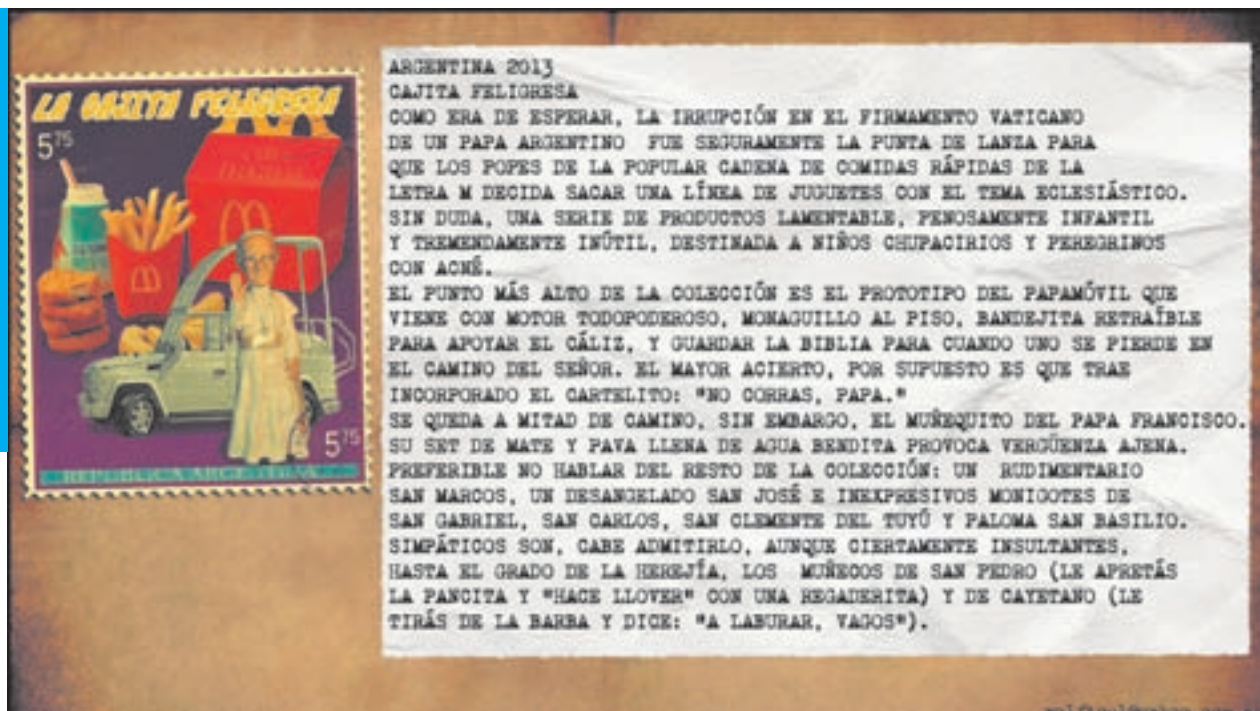 LA CAJITA FELIGRESA
5.75
5.75
REPUBLICA ARGENTINA
ARGENTINA 2013
CAJITA FELIGRESA
COMO ERA DE ESPERAR, LA IRRUPCIÓN EN EL FIRMAMENTO VATICANO
DE UN PAPA ARGENTINO FUE SEGURAMENTE LA PUNTA DE LANZA PARA
QUE LOS POPES DE LA POPULAR CADENA DE COMIDAS RÁPIDAS DE LA
LETRA M DECIDA SACAR UNA LÍNEA DE JUGUETES CON EL TEMA ECLESIÁSTICO.
SIN DUDA, UNA SERIE DE PRODUCTOS LAMENTABLE, PENOSAMENTE INFANTIL
Y TREMENDAMENTE INÚTIL, DESTINADA A NIÑOS CHUPACIRIOS Y PEREGRINOS
CON ACNÉ.
EL PUNTO MÁS ALTO DE LA COLECCIÓN ES EL PROTOTIPO DEL PAPAMÓVIL QUE
VIENE CON MOTOR TODOPODEROSO, MONAGUILLO AL PISO, BANDEJITA RETRAÍBLE
PARA APOYAR EL CÁLIZ, Y GUARDAR LA BIBLIA PARA CUANDO UNO SE PIERDE EN
EL CAMINO DEL SEÑOR. EL MAYOR ACIERTO, POR SUPUESTO ES QUE TRAE
INCORPORADO EL CARTELITO: "NO CORRAS, PAPA."
SE QUEDA A MITAD DE CAMINO, SIN EMBARGO, EL MUÑEQUITO DEL PAPA FRANCISCO.
SU SET DE MATE Y PAVA LLENA DE AGUA BENDITA PROVOCA VERGÜENZA AJENA.
PREFERIBLE NO HABLAR DEL RESTO DE LA COLECCIÓN: UN RUDIMENTARIO
SAN MARCOS, UN DESANGELADO SAN JOSÉ E INEXPRESIVOS MONIGOTES DE
SAN GABRIEL, SAN CARLOS, SAN CLEMENTE DEL TUYÚ Y PALOMA SAN BASILIO.
SIMPÁTICOS SON, CABE ADMITIRLO, AUNQUE CIERTAMENTE INSULTANTES,
HASTA EL GRADO DE LA HEREJÍA, LOS MUÑECOS DE SAN PEDRO (LE APRETÁS
LA PANCITA Y "HACE LLOVER" CON UNA REGADERITA) Y DE CAYETANO (LE
TIRÁS DE LA BARBA Y DICE: "A LABURAR, VAGOS").